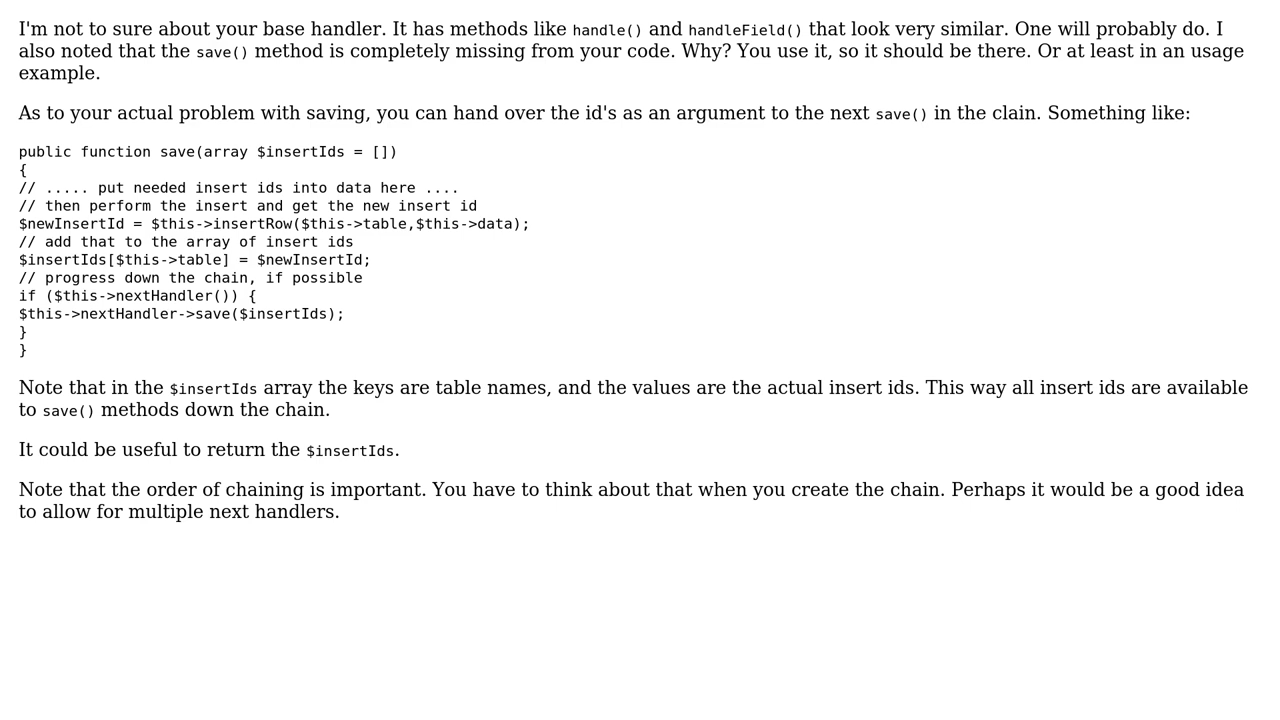 I'm not to sure about your base handler. It has methods like handle() and handleField() that look very similar. One will probably do. I
also noted that the save() method is completely missing from your code. Why? You use it, so it should be there. Or at least in an usage
example.
As to your actual problem with saving, you can hand over the id's as an argument to the next save() in the clain. Something like:
public function save(array $insertIds = [])
{
// ..... put needed insert ids into data here ....
// then perform the insert and get the new insert id
$newInsertId = $this->insertRow($this->table,$this->data);
// add that to the array of insert ids
$insertIds[$this->table] = $newInsertId;
// progress down the chain, if possible
if ($this->nextHandler()) {
$this->nextHandler->save($insertIds);
}
}
Note that in the $insertIds array the keys are table names, and the values are the actual insert ids. This way all insert ids are available
to save() methods down the chain.
It could be useful to return the $insertIds.
Note that the order of chaining is important. You have to think about that when you create the chain. Perhaps it would be a good idea
to allow for multiple next handlers.